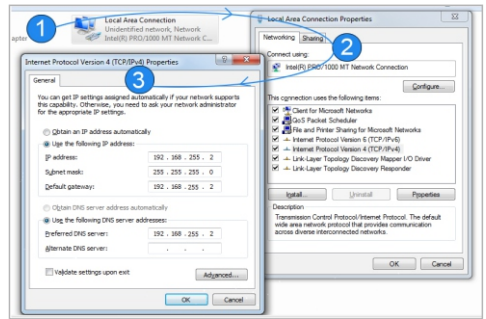 1
apter
Local Area Connection
Unidentified network, Network
Intel(R) PRO/1000 MT Network C...
Local Area Connection Properties
Networking Sharing
2
Connect using:
Intel(R) PRO/1000 MT Network Connection
Configure...
This connection uses the following items:
Client for Microsoft Networks
QoS Packet Scheduler
File and Printer Sharing for Microsoft Networks
Internet Protocol Version 6 (TCP/IPv6)
Internet Protocol Version 4 (TCP/IPv4)
Link-Layer Topology Discovery Mapper I/O Driver
Link-Layer Topology Discovery Responder
Install...
Uninstall
Properties
Description
Transmission Control Protocol/Internet Protocol. The default
wide area network protocol that provides communication
across diverse interconnected networks.
OK
Cancel
Internet Protocol Version 4 (TCP/IPv4) Properties
3
General
You can get IP settings assigned automatically if your network supports
this capability. Otherwise, you need to ask your network administrator
for the appropriate IP settings.
Obtain an IP address automatically
Use the following IP address:
IP address: 192 . 168 . 255 . 2
Subnet mask: 255 . 255 . 255 . 0
Default gateway: 192 . 168 . 255 . 2
Obtain DNS server address automatically
Use the following DNS server addresses:
Preferred DNS server: 192 . 168 . 255 . 2
Alternate DNS server: . . .
Validate settings upon exit
Advanced...
OK
Cancel